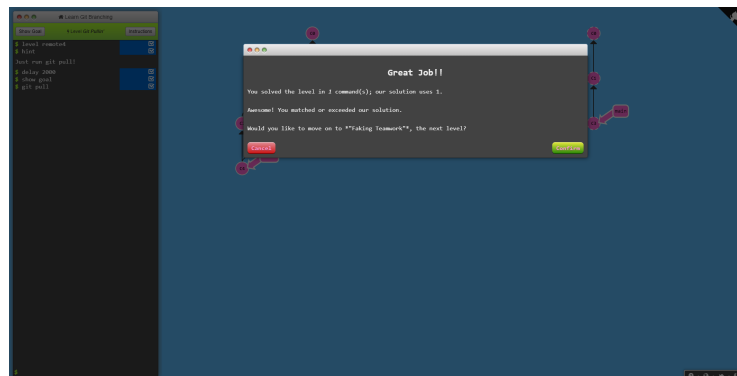 Learn Git Branching
Show Goal
Instructions
$ level remote4
$ hint
Just run git pull!
$ delay 2000
$ show goal
$ git pull
$
Great Job!!
You solved the level in 1 command(s); our solution uses 1.
Awesome! You matched or exceeded our solution.
Would you like to move on to *"Faking Teamwork"*, the next level?
Cancel